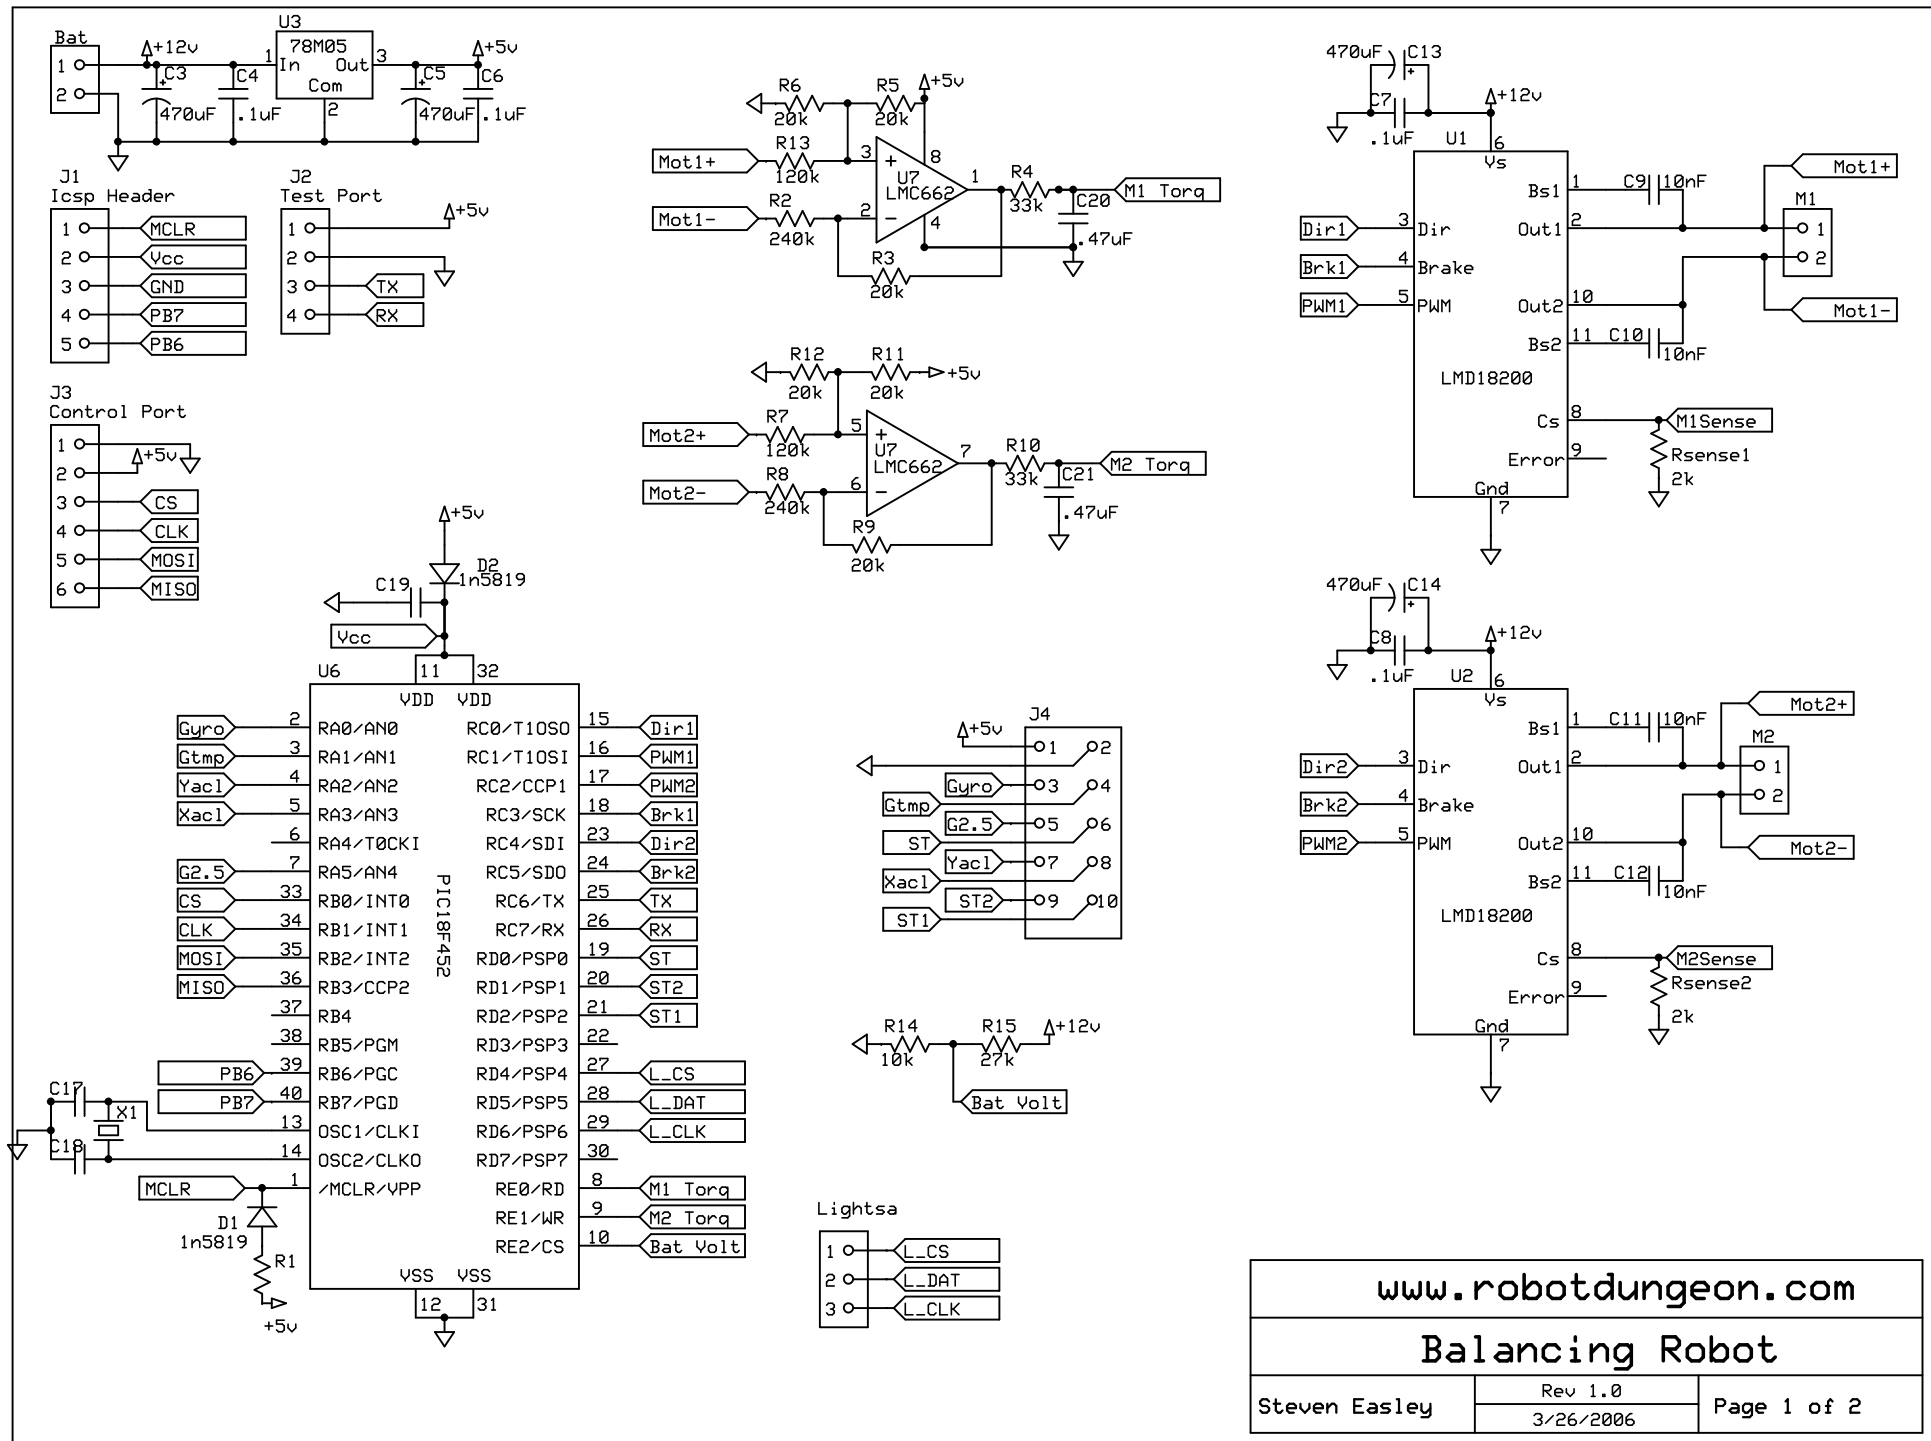 Bat
1
2
+12v
C3
470uF
C4
.1uF
U3
78M05
1
In
Out
3
Com
2
C5
470uF
+5v
C6
.1uF
J1
Icsp Header
1 MCLR
2 Vcc
3 GND
4 PB7
5 PB6
J2
Test Port
1
+5v
2
3 TX
4 RX
J3
Control Port
1
2
+5v
3 CS
4 CLK
5 MOSI
6 MISO
R6
20k
R5
20k
+5v
Mot1+
R13
120k
3
+
8
U7
LMC662
1
R4
33k
M1 Torq
C20
.47uF
Mot1-
R2
240k
2
-
4
R3
20k
R12
20k
R11
20k
+5v
Mot2+
R7
120k
5
+
U7
LMC662
7
R10
33k
M2 Torq
C21
.47uF
Mot2-
R8
240k
6
-
R9
20k
470uF
C13
C7
.1uF
+12v
U1
6
Vs
Bs1
1
C9
10nF
Mot1+
M1
Dir1
3
Dir
Out1
2
1
Brk1
4
Brake
2
PWM1
5
PWM
Out2
10
Mot1-
Bs2
11
C10
10nF
LMD18200
Cs
8
M1Sense
Rsense1
2k
Error
9
Gnd
7
470uF
C14
C8
.1uF
+12v
U2
6
Vs
Bs1
1
C11
10nF
Mot2+
M2
Dir2
3
Dir
Out1
2
1
Brk2
4
Brake
2
PWM2
5
PWM
Out2
10
Mot2-
Bs2
11
C12
10nF
LMD18200
Cs
8
M2Sense
Rsense2
2k
Error
9
Gnd
7
+5v
D2
1n5819
C19
Vcc
U6
11
32
VDD
VDD
Gyro 2 RA0/AN0
Gtmp 3 RA1/AN1
Yacl 4 RA2/AN2
Xacl 5 RA3/AN3
6 RA4/T0CKI
G2.5 7 RA5/AN4
CS 33 RB0/INT0
CLK 34 RB1/INT1
MOSI 35 RB2/INT2
MISO 36 RB3/CCP2
37 RB4
38 RB5/PGM
PB6 39 RB6/PGC
PB7 40 RB7/PGD
13 OSC1/CLKI
14 OSC2/CLKO
MCLR 1 /MCLR/VPP
PIC18F452
RC0/T1OSO 15 Dir1
RC1/T1OSI 16 PWM1
RC2/CCP1 17 PWM2
RC3/SCK 18 Brk1
RC4/SDI 23 Dir2
RC5/SDO 24 Brk2
RC6/TX 25 TX
RC7/RX 26 RX
RD0/PSP0 19 ST
RD1/PSP1 20 ST2
RD2/PSP2 21 ST1
RD3/PSP3 22
RD4/PSP4 27 L_CS
RD5/PSP5 28 L_DAT
RD6/PSP6 29 L_CLK
RD7/PSP7 30
RE0/RD 8 M1 Torq
RE1/WR 9 M2 Torq
RE2/CS 10 Bat Volt
VSS
VSS
12
31
C17
X1
C18
D1
1n5819
R1
+5v
J4
+5v
1
2
Gyro
3
4
Gtmp
G2.5
5
6
ST
Yacl
7
8
Xacl
ST2
9
10
ST1
R14
10k
R15
27k
+12v
Bat Volt
Lightsa
1 L_CS
2 L_DAT
3 L_CLK
www.robotdungeon.com
Balancing Robot
Steven Easley
Rev 1.0
3/26/2006
Page 1 of 2